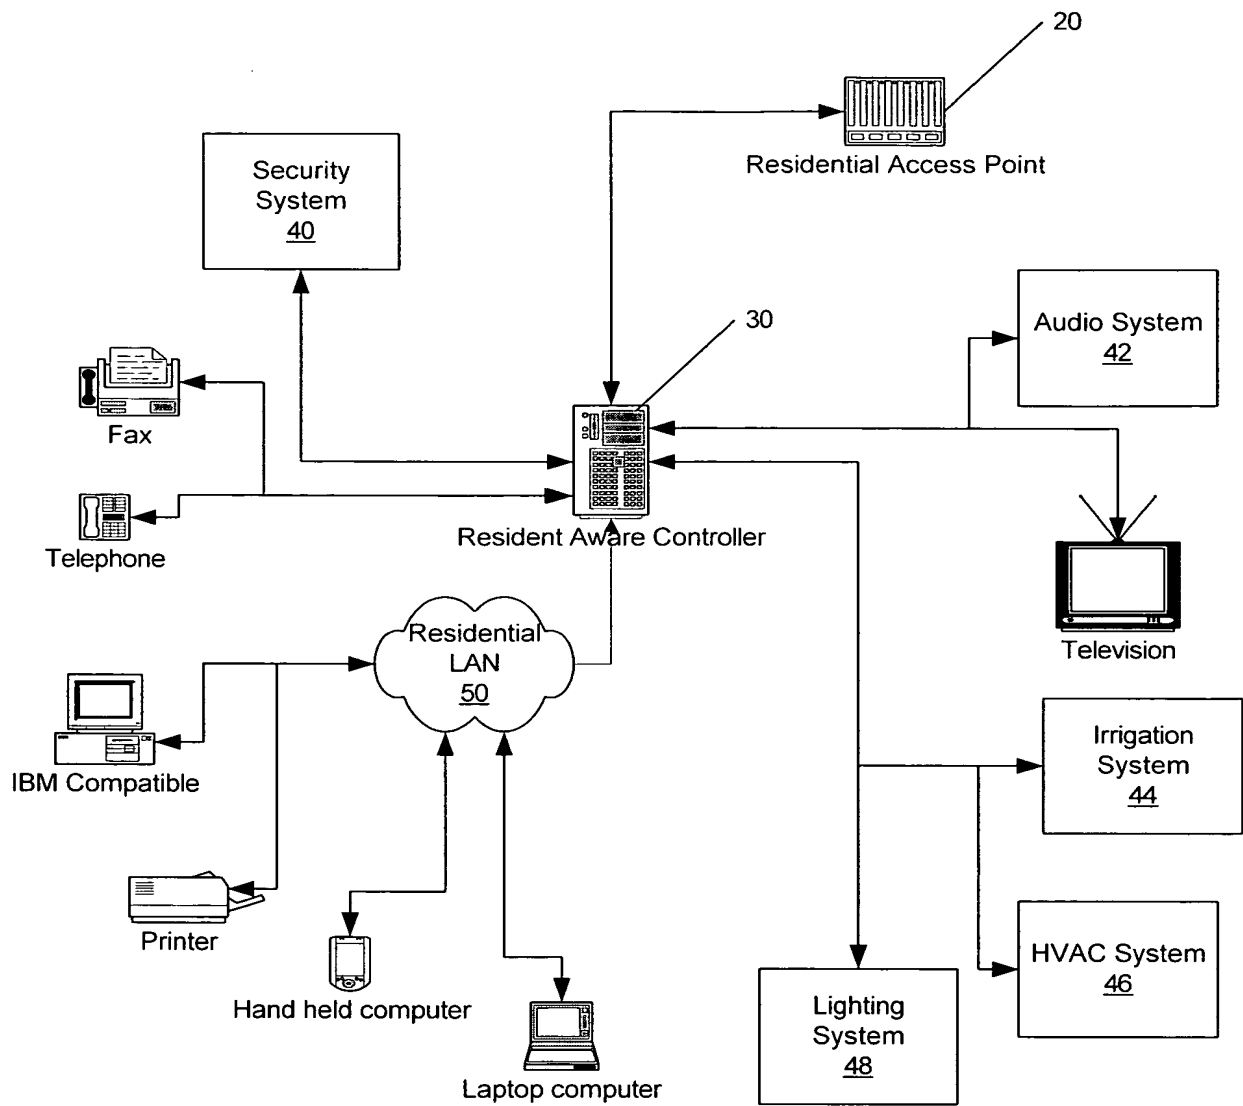 20
Residential Access Point
Security
System
40
30
Audio System
42
Fax
Telephone
Resident Aware Controller
Television
Residential
LAN
50
IBM Compatible
Irrigation
System
44
Printer
Hand held computer
HVAC System
46
Lighting
System
48
Laptop computer